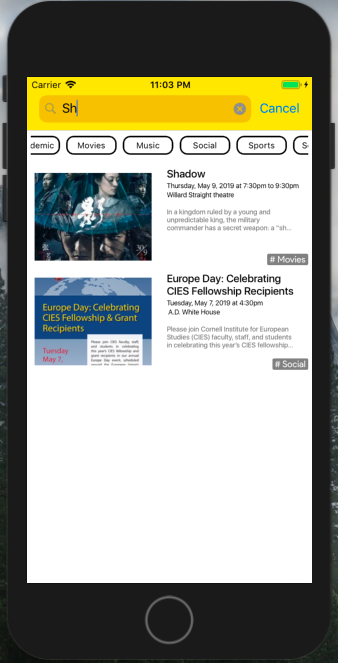 Carrier 11:03 PM
Sh Cancel
demic Movies Music Social Sports S
Shadow
Thursday, May 9, 2019 at 7:30pm to 9:30pm
Willard Straight theatre
In a kingdom ruled by a young and
unpredictable king, the military
commander has a secret weapon: a "sh...
# Movies
影
30/9
Europe Day: Celebrating
CIES Fellowship & Grant
Recipients
Tuesday
May 7,
Please join CIES faculty, staff,
and students in celebrating
this year's CIES fellowship and
grant recipients in our annual
Europe Day event, scheduled
around the European Union's
Europe Day: Celebrating
CIES Fellowship Recipients
Tuesday, May 7, 2019 at 4:30pm
A.D. White House
Please join Cornell Institute for European
Studies (CIES) faculty, staff, and students
in celebrating this year's CIES fellowship...
# Social